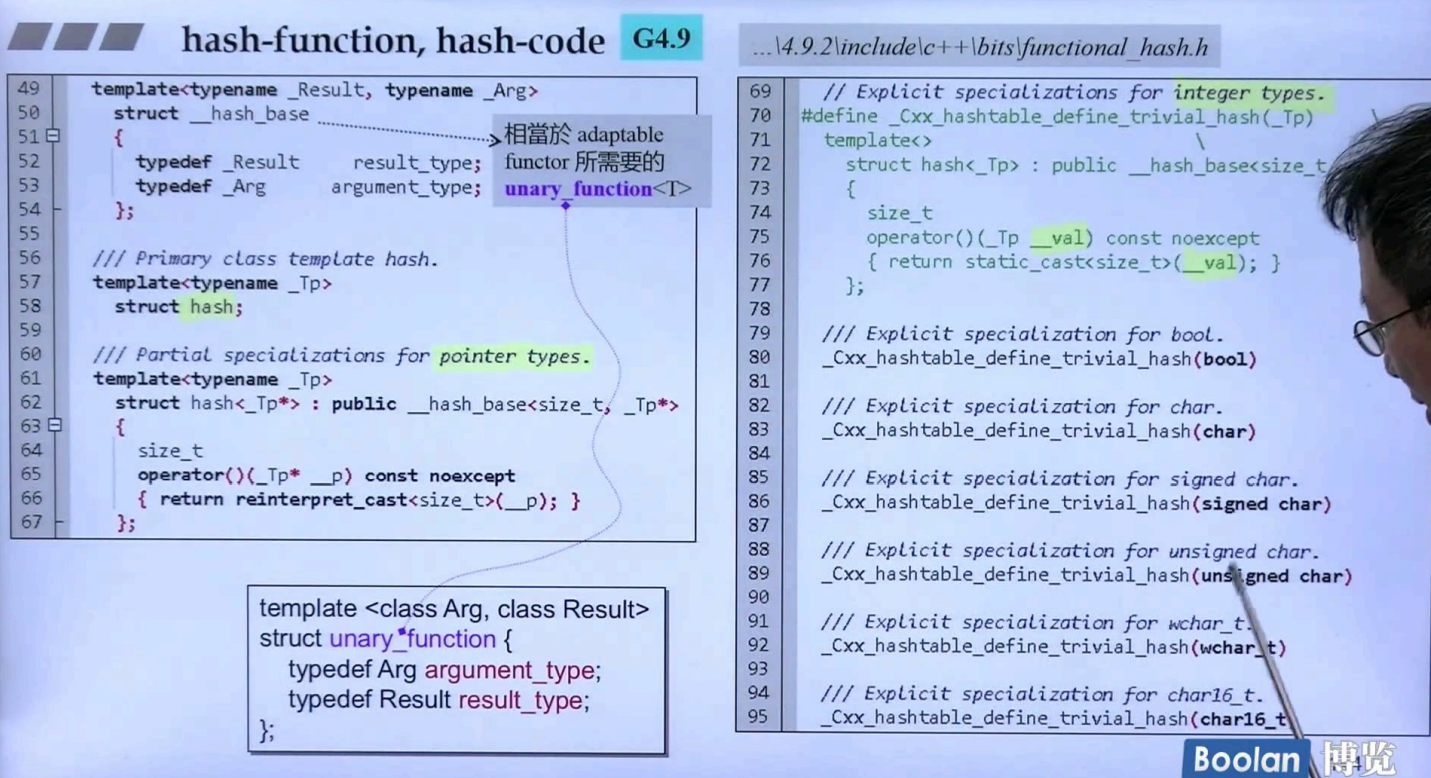 hash-function, hash-code G4.9
...\4.9.2\include\c++\bits\functional_hash.h
49 template<typename _Result, typename _Arg>
50 struct __hash_base
51 {
52 typedef _Result result_type;
53 typedef _Arg argument_type;
54 };
55
56 /// Primary class template hash.
57 template<typename _Tp>
58 struct hash;
59
60 /// Partial specializations for pointer types.
61 template<typename _Tp>
62 struct hash<_Tp*> : public __hash_base<size_t, _Tp*>
63 {
64 size_t
65 operator()(_Tp* __p) const noexcept
66 { return reinterpret_cast<size_t>(__p); }
67 };
相當於 adaptable
functor 所需要的
unary_function<T>
template <class Arg, class Result>
struct unary_function {
typedef Arg argument_type;
typedef Result result_type;
};
69 // Explicit specializations for integer types.
70 #define _Cxx_hashtable_define_trivial_hash(_Tp) \
71 template<> \
72 struct hash<_Tp> : public __hash_base<size_t,
73 {
74 size_t
75 operator()(_Tp __val) const noexcept
76 { return static_cast<size_t>(__val); }
77 };
78
79 /// Explicit specialization for bool.
80 _Cxx_hashtable_define_trivial_hash(bool)
81
82 /// Explicit specialization for char.
83 _Cxx_hashtable_define_trivial_hash(char)
84
85 /// Explicit specialization for signed char.
86 _Cxx_hashtable_define_trivial_hash(signed char)
87
88 /// Explicit specialization for unsigned char.
89 _Cxx_hashtable_define_trivial_hash(unsigned char)
90
91 /// Explicit specialization for wchar_t.
92 _Cxx_hashtable_define_trivial_hash(wchar_t)
93
94 /// Explicit specialization for char16_t.
95 _Cxx_hashtable_define_trivial_hash(char16_t
Boolan 博览